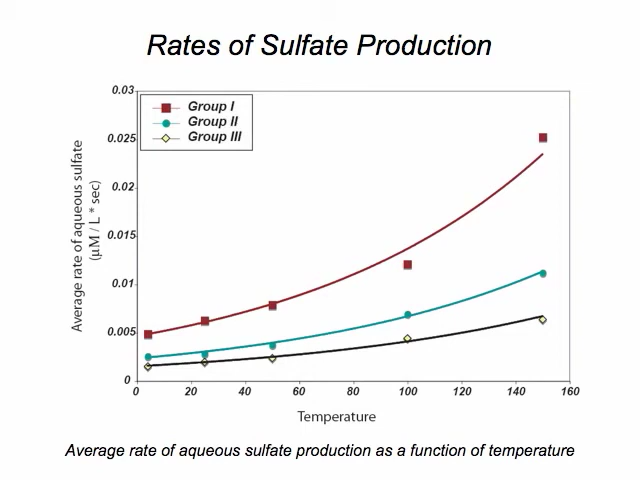 Rates of Sulfate Production
0.03
0.025
0.02
0.015
0.01
0.005
0
Average rate of aqueous sulfate
(µM / L * sec)
Group I
Group II
Group III
0 20 40 60 80 100 120 140 160
Temperature
Average rate of aqueous sulfate production as a function of temperature